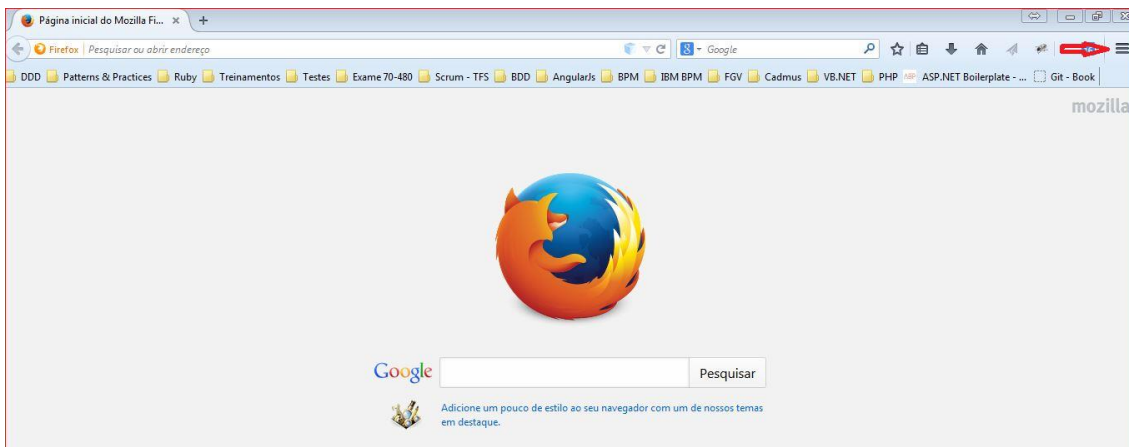 Página inicial do Mozilla Fi...
Firefox Pesquisar ou abrir endereço Google
DDD Patterns & Practices Ruby Treinamentos Testes Exame 70-480 Scrum - TFS BDD AngularJs BPM IBM BPM FGV Cadmus VB.NET PHP ASP.NET Boilerplate - ... Git - Book
mozilla
Google Pesquisar
Adicione um pouco de estilo ao seu navegador com um de nossos temas
em destaque.